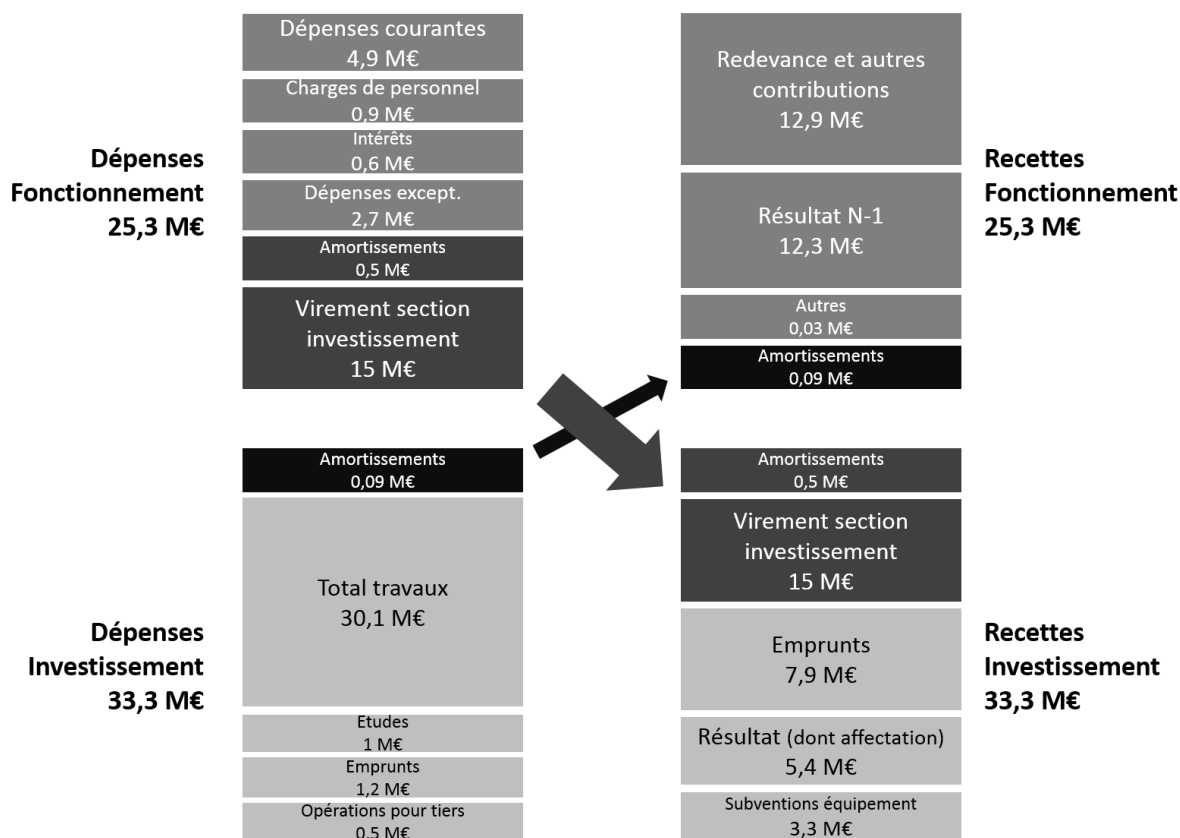 Dépenses
Fonctionnement
25,3 M€
Dépenses courantes
4,9 M€
Charges de personnel
0,9 M€
Intérêts
0,6 M€
Dépenses except.
2,7 M€
Amortissements
0,5 M€
Virement section
investissement
15 M€
Redevance et autres
contributions
12,9 M€
Résultat N-1
12,3 M€
Autres
0,03 M€
Amortissements
0,09 M€
Recettes
Fonctionnement
25,3 M€
Dépenses
Investissement
33,3 M€
Amortissements
0,09 M€
Total travaux
30,1 M€
Etudes
1 M€
Emprunts
1,2 M€
Opérations pour tiers
0,5 M€
Amortissements
0,5 M€
Virement section
investissement
15 M€
Emprunts
7,9 M€
Résultat (dont affectation)
5,4 M€
Subventions équipement
3,3 M€
Recettes
Investissement
33,3 M€